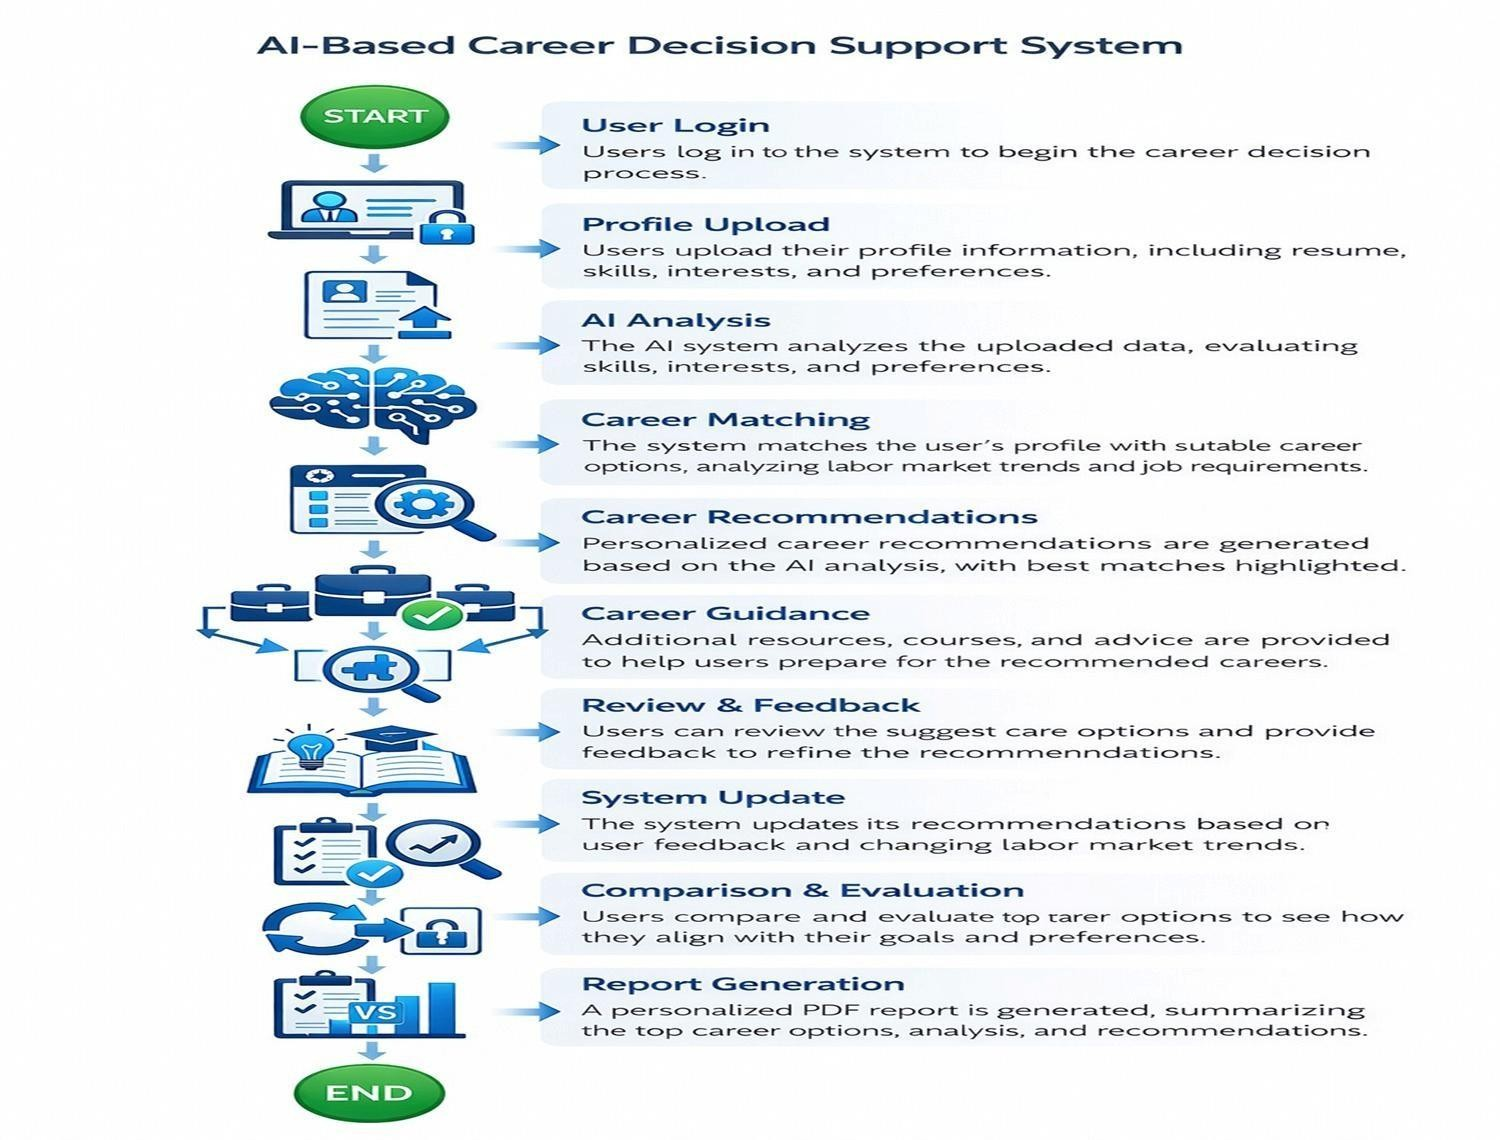 AI-Based Career Decision Support System
START
User Login
Users log in to the system to begin the career decision
process.
Profile Upload
Users upload their profile information, including resume,
skills, interests, and preferences.
AI Analysis
The AI system analyzes the uploaded data, evaluating
skills, interests, and preferences.
Career Matching
The system matches the user's profile with sutable career
options, analyzing labor market trends and job requirements.
Career Recommendations
Personalized career recommendations are generated
based on the AI analysis, with best matches highlighted.
Career Guidance
Additional resources, courses, and advice are provided
to help users prepare for the recommended careers.
Review & Feedback
Users can review the suggest care options and provide
feedback to refine the recommenndations.
System Update
The system updates its recommendations based on
user feedback and changing labor market trends.
Comparison & Evaluation
Users compare and evaluate top tarer options to see how
they align with their goals and preferences.
VS
Report Generation
A personalized PDF report is generated, summarizing
the top career options, analysis, and recommendations.
END